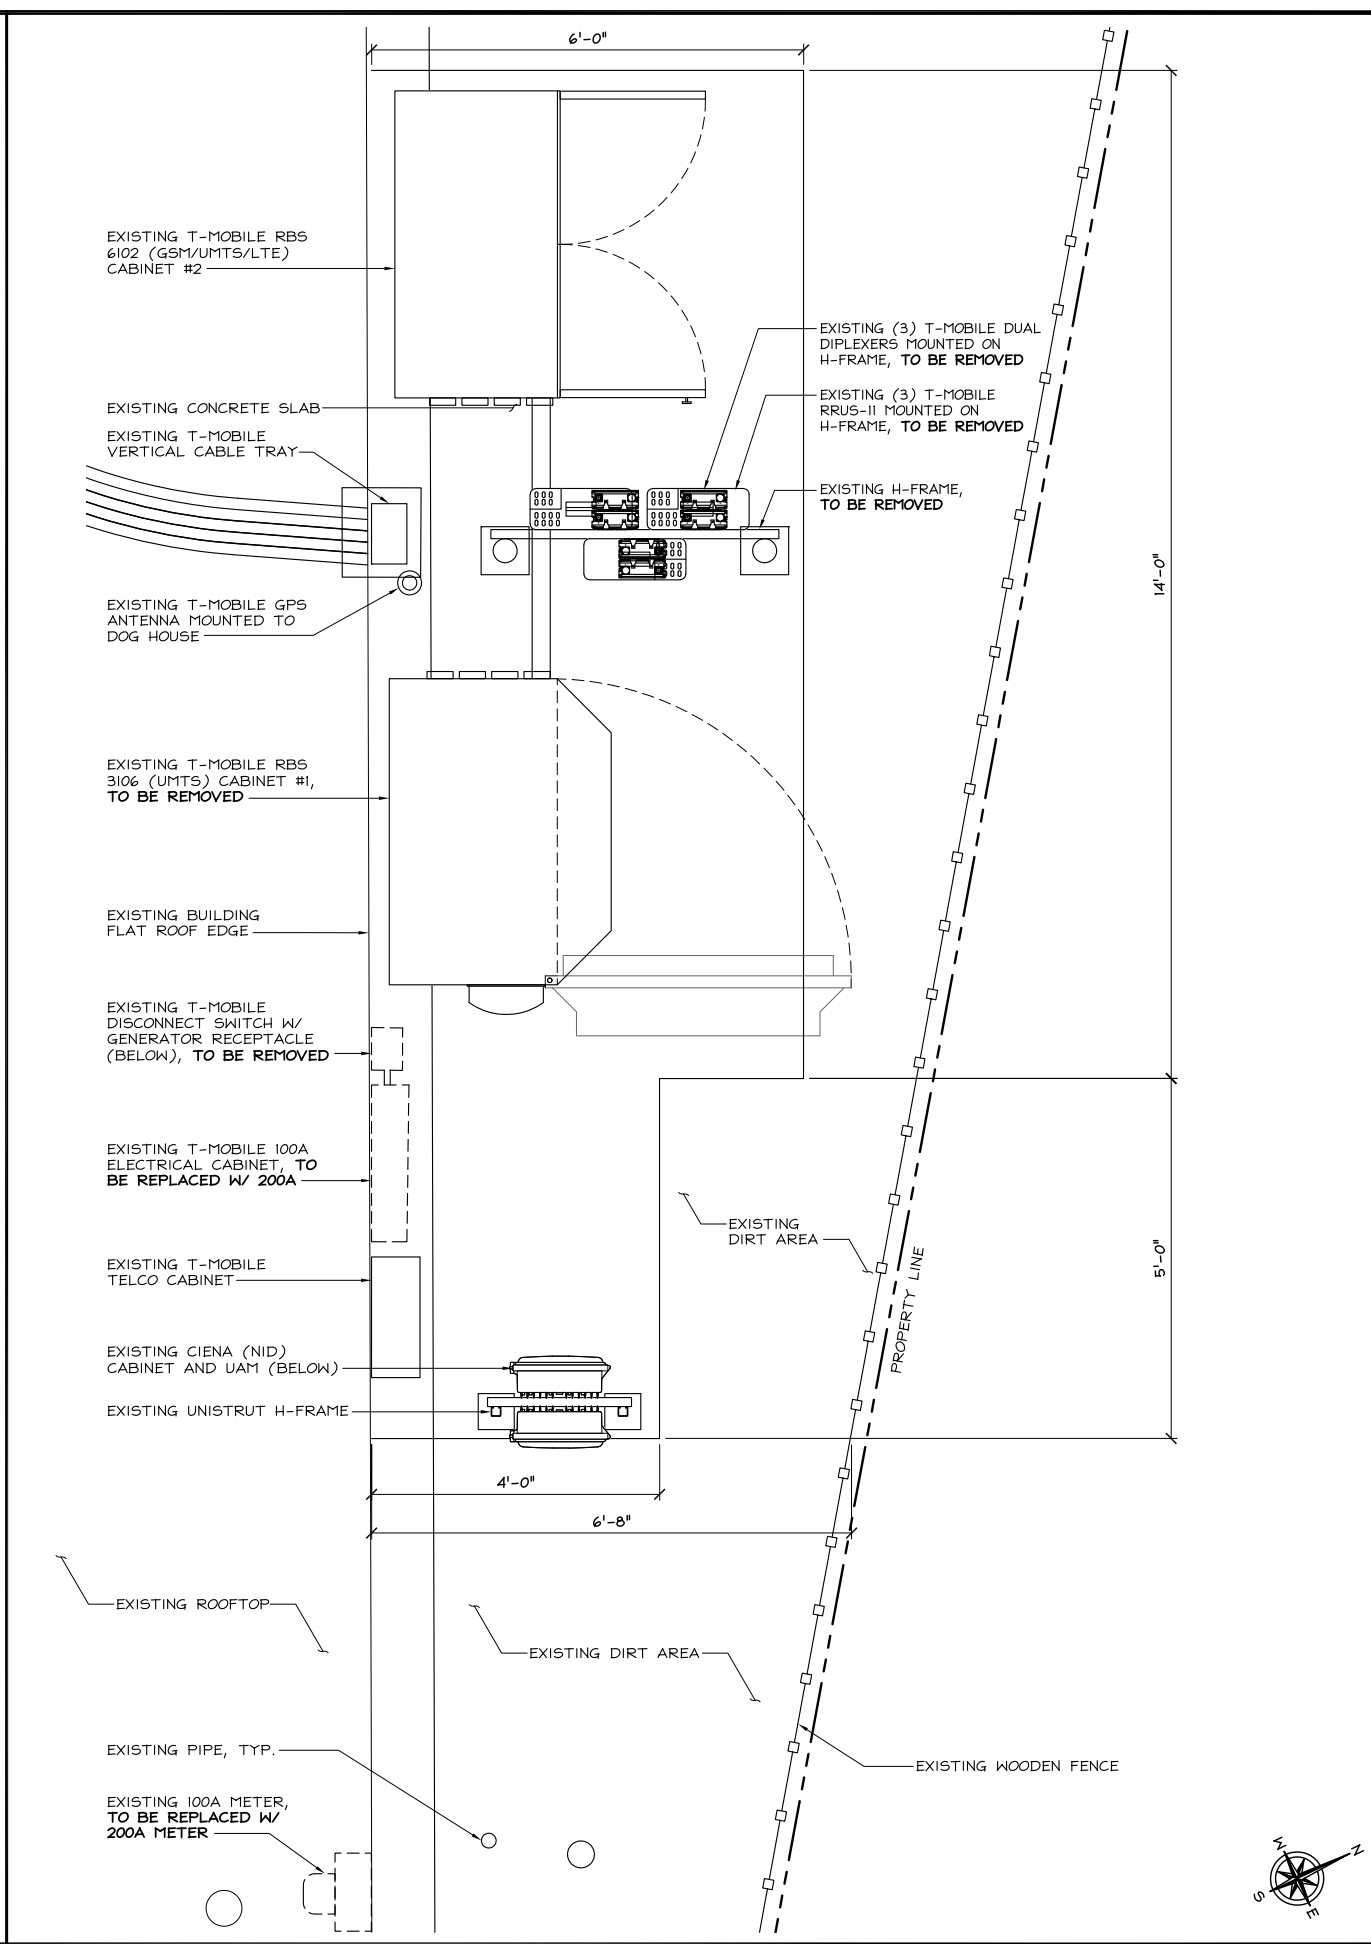 6'-0"
EXISTING T-MOBILE RBS
6102 (GSM/UMTS/LTE)
CABINET #2
EXISTING (3) T-MOBILE DUAL
DIPLEXERS MOUNTED ON
H-FRAME, TO BE REMOVED
EXISTING (3) T-MOBILE
RRUS-11 MOUNTED ON
H-FRAME, TO BE REMOVED
EXISTING CONCRETE SLAB
EXISTING T-MOBILE
VERTICAL CABLE TRAY
EXISTING H-FRAME,
TO BE REMOVED
14'-0"
EXISTING T-MOBILE GPS
ANTENNA MOUNTED TO
DOG HOUSE
EXISTING T-MOBILE RBS
3106 (UMTS) CABINET #1,
TO BE REMOVED
EXISTING BUILDING
FLAT ROOF EDGE
EXISTING T-MOBILE
DISCONNECT SWITCH W/
GENERATOR RECEPTACLE
(BELOW), TO BE REMOVED
EXISTING T-MOBILE 100A
ELECTRICAL CABINET, TO
BE REPLACED W/ 200A
EXISTING
DIRT AREA
5'-0"
PROPERTY LINE
EXISTING T-MOBILE
TELCO CABINET
EXISTING CIENA (NID)
CABINET AND UAM (BELOW)
EXISTING UNISTRUT H-FRAME
4'-0"
6'-8"
EXISTING ROOFTOP
EXISTING DIRT AREA
EXISTING PIPE, TYP.
EXISTING WOODEN FENCE
EXISTING 100A METER,
TO BE REPLACED W/
200A METER
W
N
S
E